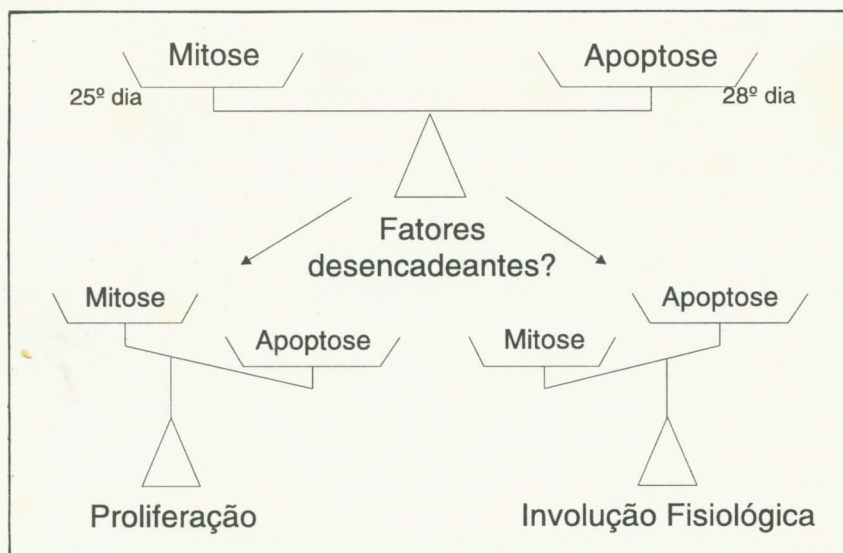 Mitose
Apoptose
25º dia
28º dia
Fatores
desencadeantes?
Mitose
Apoptose
Apoptose
Mitose
Proliferação
Involução Fisiológica